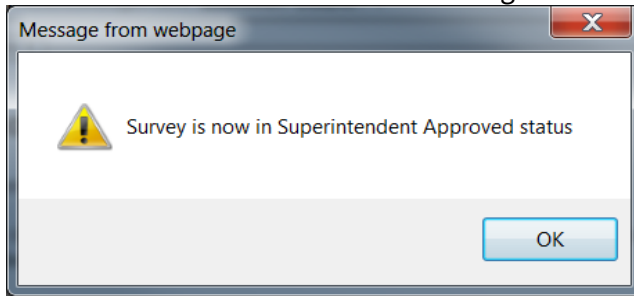 Message from webpage
X
Survey is now in Superintendent Approved status
OK